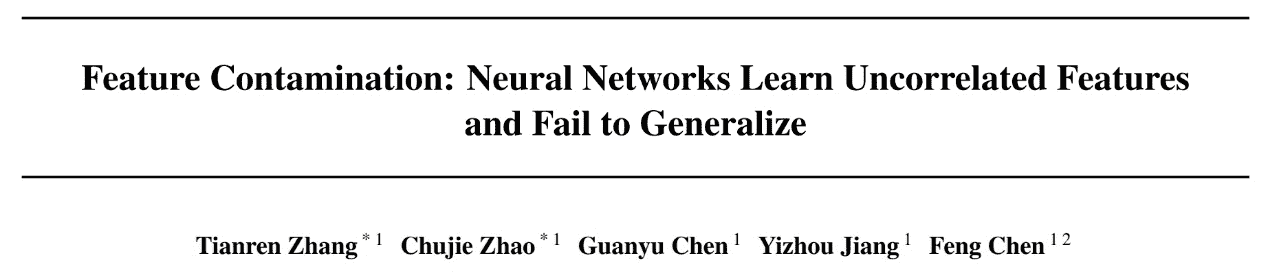 Feature Contamination: Neural Networks Learn Uncorrelated Features
and Fail to Generalize
Tianren Zhang * 1 Chujie Zhao * 1 Guanyu Chen 1 Yizhou Jiang 1 Feng Chen 1 2